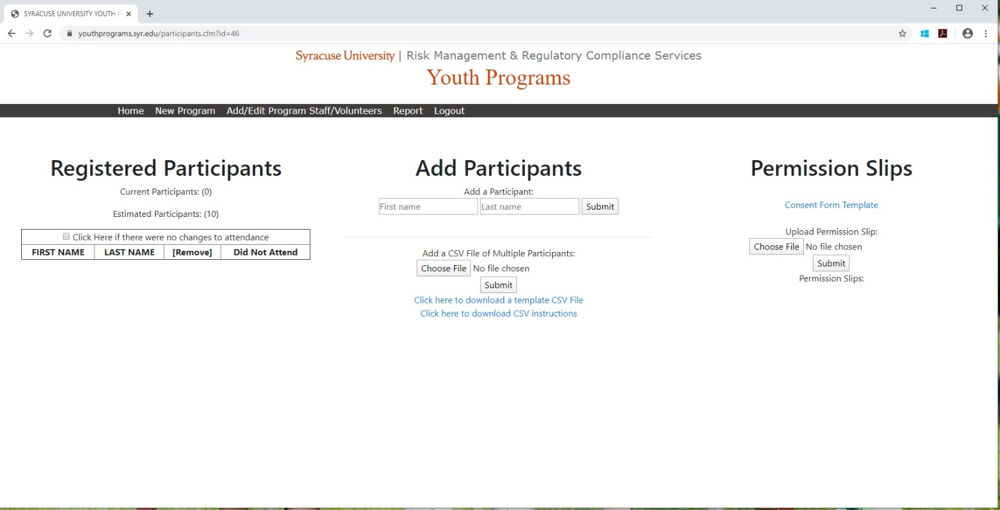 SYRACUSE UNIVERSITY YOUTH P
youthprograms.syr.edu/participants.cfm?id=46
Syracuse University | Risk Management & Regulatory Compliance Services
Youth Programs
Home New Program Add/Edit Program Staff/Volunteers Report Logout
Registered Participants
Current Participants: (0)
Estimated Participants: (10)
Click Here if there were no changes to attendance
FIRST NAME LAST NAME [Remove] Did Not Attend
Add Participants
Add a Participant:
First name Last name Submit
Add a CSV File of Multiple Participants:
Choose File No file chosen
Submit
Click here to download a template CSV File
Click here to download CSV instructions
Permission Slips
Consent Form Template
Upload Permission Slip:
Choose File No file chosen
Submit
Permission Slips: